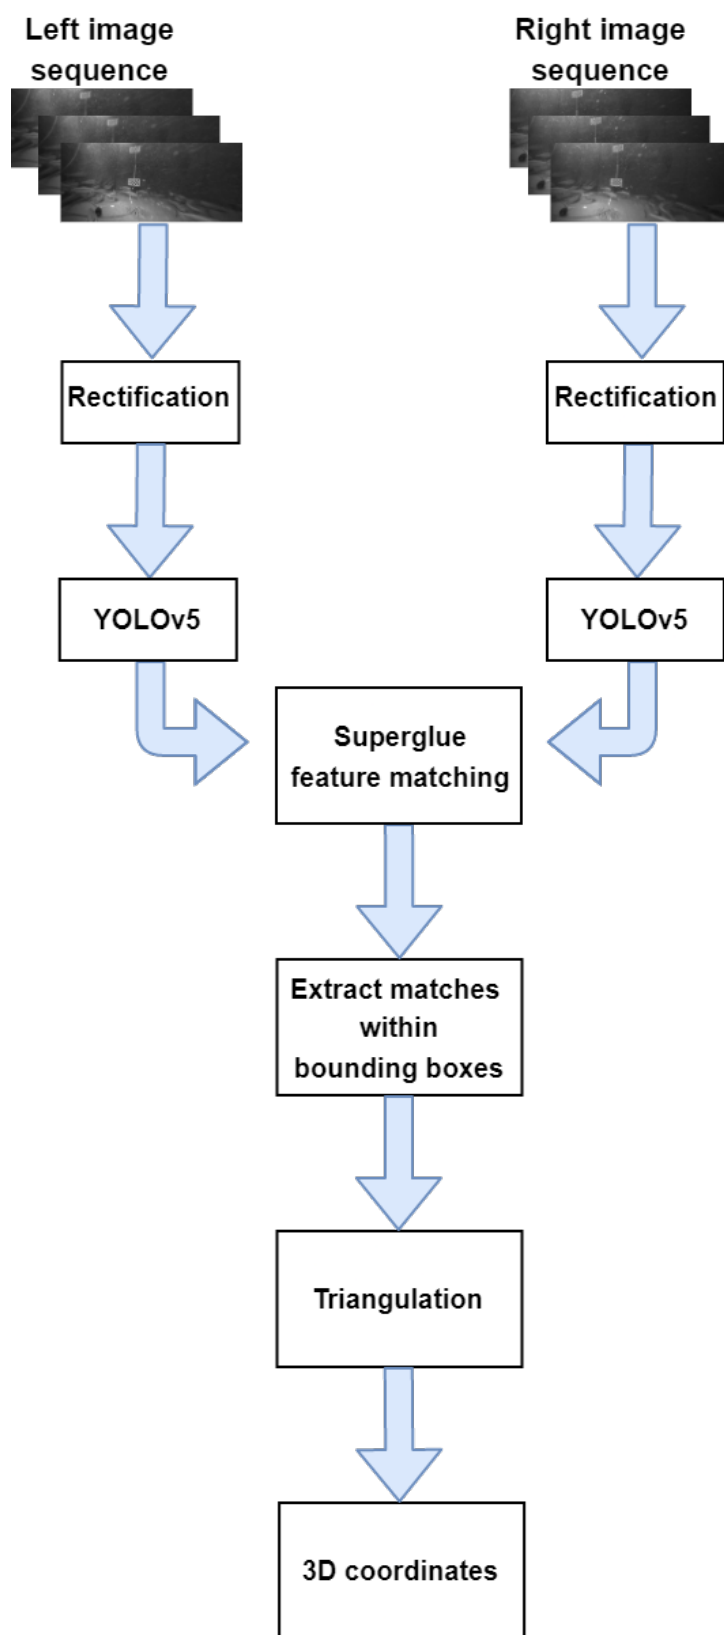 Left image
sequence
Right image
sequence
Rectification
Rectification
YOLOv5
YOLOv5
Superglue
feature matching
Extract matches
within
bounding boxes
Triangulation
3D coordinates